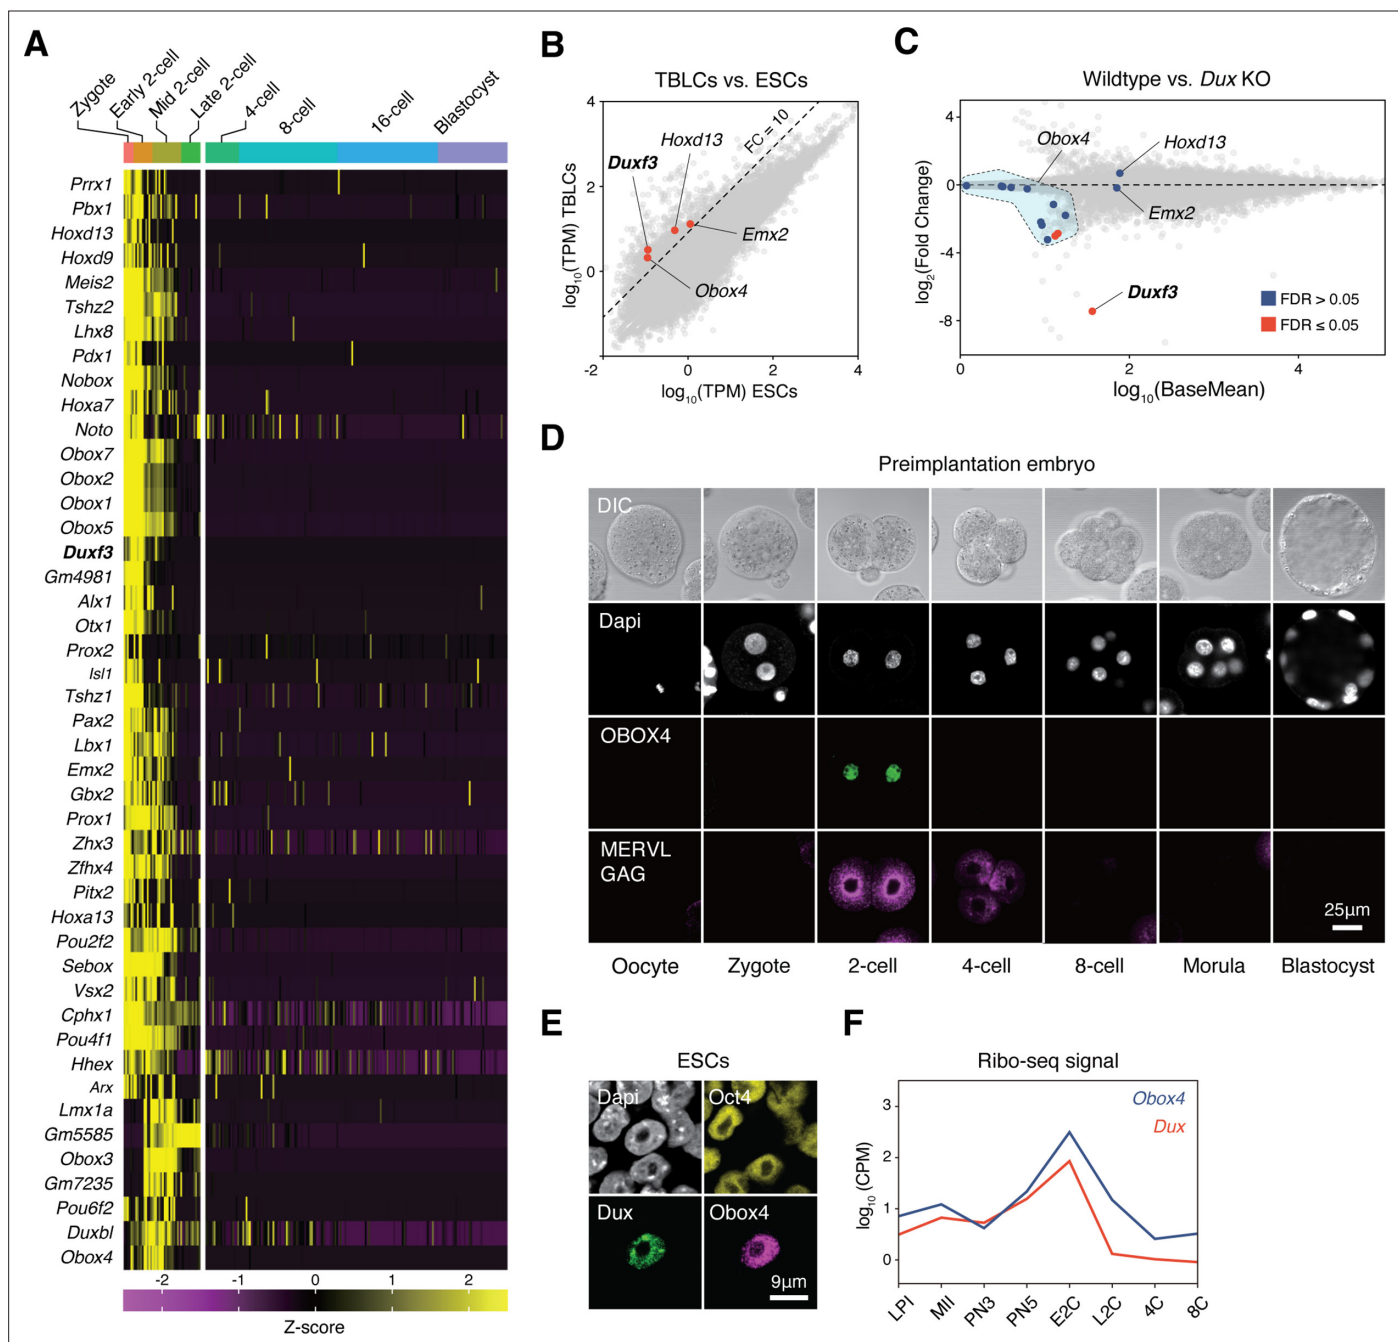 A
Zygote
Early 2-cell
Mid 2-cell
Late 2-cell
4-cell
8-cell
16-cell
Blastocyst
Prrx1
Pbx1
Hoxd13
Hoxd9
Meis2
Tshz2
Lhx8
Pdx1
Nobox
Hoxa7
Noto
Obox7
Obox2
Obox1
Obox5
Duxf3
Gm4981
Alx1
Otx1
Prox2
Isl1
Tshz1
Pax2
Lbx1
Emx2
Gbx2
Prox1
Zhx3
Zfhx4
Pitx2
Hoxa13
Pou2f2
Sebox
Vsx2
Cphx1
Pou4f1
Hhex
Arx
Lmx1a
Gm5585
Obox3
Gm7235
Pou6f2
Duxbl
Obox4
-2 -1 0 1 2
Z-score
B
TBLCs vs. ESCs
log10(TPM) TBLCs
4
2
0
-2 0 2 4
FC = 10
Hoxd13
Duxf3
Emx2
Obox4
log10(TPM) ESCs
C
Wildtype vs. Dux KO
log2(Fold Change)
4
0
-4
-8
0 2 4
Obox4
Hoxd13
Emx2
Duxf3
FDR > 0.05
FDR ≤ 0.05
log10(BaseMean)
D
Preimplantation embryo
DIC
Dapi
OBOX4
MERVL
GAG
25μm
Oocyte Zygote 2-cell 4-cell 8-cell Morula Blastocyst
E
ESCs
Dapi Oct4
Dux Obox4
9μm
F
Ribo-seq signal
Obox4
Dux
log10 (CPM)
3
2
1
0
LPI MII PN3 PN5 E2C L2C 4C 8C